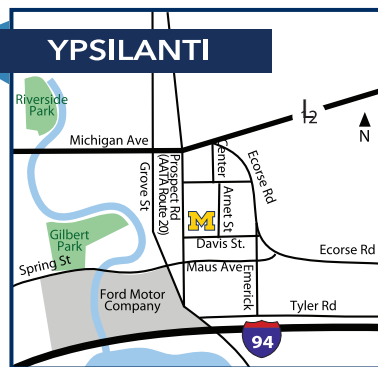 YPSILANTI
Riverside
Park
Michigan Ave
12
N
Center
Ecorse Rd
Grove St
Prospect Rd
(AATA Route 20)
Arnet St
M
Gilbert
Park
Davis St.
Ecorse Rd
Spring St
Maus Ave
Emerick
Ford Motor
Company
Tyler Rd
94